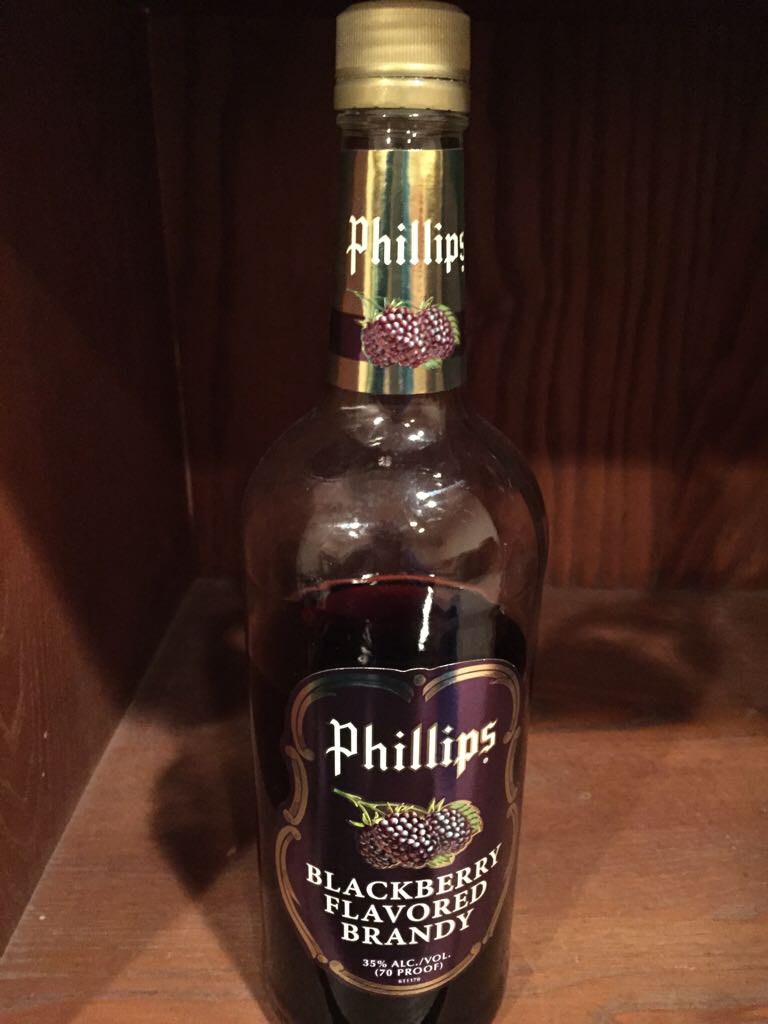 Phillips
Phillips
BLACKBERRY
FLAVORED
BRANDY
35% ALC./VOL.
(70 PROOF)